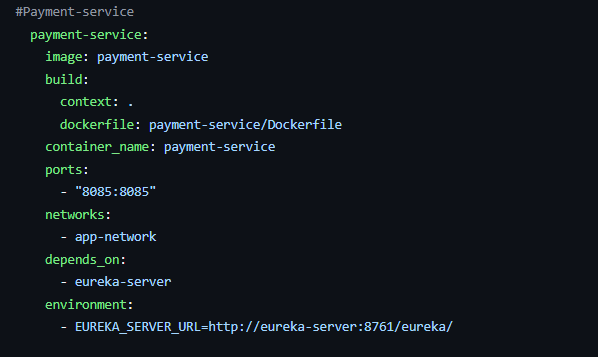 #Payment-service
payment-service:
image: payment-service
build:
context: .
dockerfile: payment-service/Dockerfile
container_name: payment-service
ports:
- "8085:8085"
networks:
- app-network
depends_on:
- eureka-server
environment:
- EUREKA_SERVER_URL=http://eureka-server:8761/eureka/